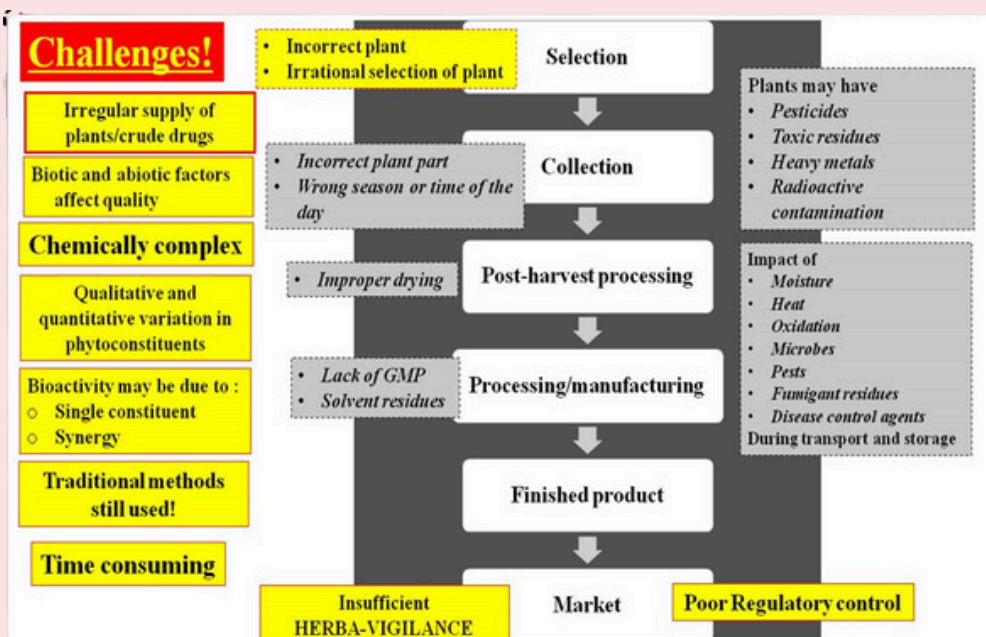 Challenges!
Irregular supply of
plants/crude drugs
Biotic and abiotic factors
affect quality
Chemically complex
Qualitative and
quantitative variation in
phytoconstituents
Bioactivity may be due to :
o Single constituent
o Synergy
Traditional methods
still used!
Time consuming
• Incorrect plant
• Irrational selection of plant
Selection
• Incorrect plant part
• Wrong season or time of the
day
Collection
• Improper drying
Post-harvest processing
• Lack of GMP
• Solvent residues
Processing/manufacturing
Finished product
Insufficient
HERBA-VIGILANCE
Market
Poor Regulatory control
Plants may have
• Pesticides
• Toxic residues
• Heavy metals
• Radioactive
contamination
Impact of
• Moisture
• Heat
• Oxidation
• Microbes
• Pests
• Fumigant residues
• Disease control agents
During transport and storage